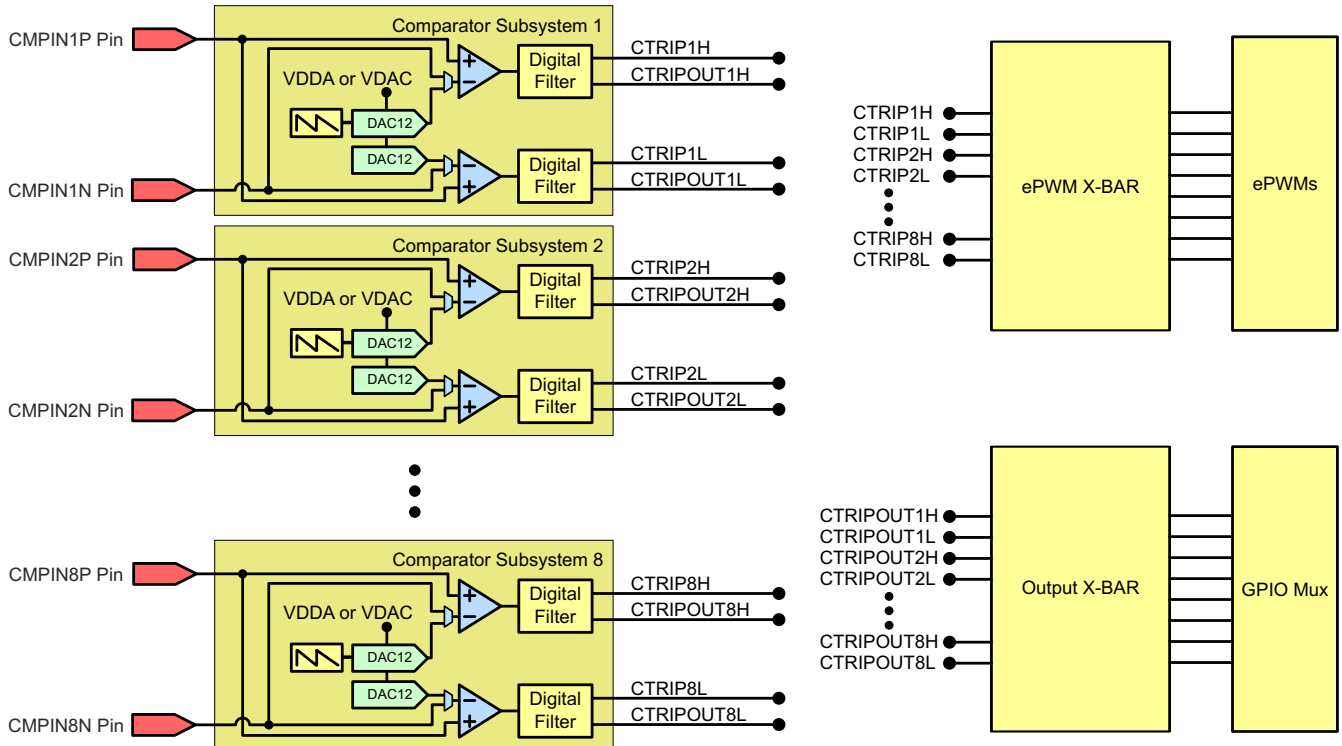 Comparator Subsystem 1
CMPIN1P Pin
VDDA or VDAC
DAC12
DAC12
+
−
Digital
Filter
CTRIP1H
CTRIPOUT1H
−
+
Digital
Filter
CTRIP1L
CTRIPOUT1L
CMPIN1N Pin
Comparator Subsystem 2
CMPIN2P Pin
VDDA or VDAC
DAC12
DAC12
+
−
Digital
Filter
CTRIP2H
CTRIPOUT2H
−
+
Digital
Filter
CTRIP2L
CTRIPOUT2L
CMPIN2N Pin
Comparator Subsystem 8
CMPIN8P Pin
VDDA or VDAC
DAC12
DAC12
+
−
Digital
Filter
CTRIP8H
CTRIPOUT8H
−
+
Digital
Filter
CTRIP8L
CTRIPOUT8L
CMPIN8N Pin
CTRIP1H
CTRIP1L
CTRIP2H
CTRIP2L
CTRIP8H
CTRIP8L
ePWM X-BAR
ePWMs
CTRIPOUT1H
CTRIPOUT1L
CTRIPOUT2H
CTRIPOUT2L
CTRIPOUT8H
CTRIPOUT8L
Output X-BAR
GPIO Mux